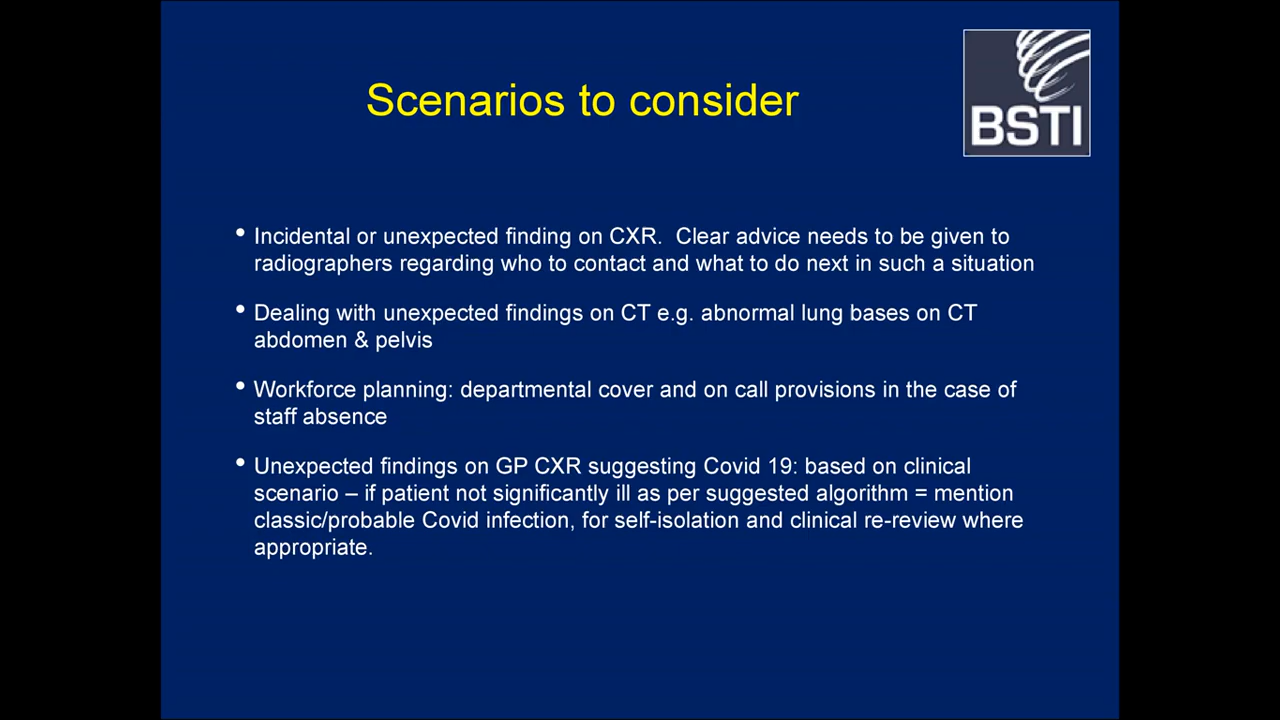 Scenarios to consider
BSTI
• Incidental or unexpected finding on CXR.  Clear advice needs to be given to
radiographers regarding who to contact and what to do next in such a situation
• Dealing with unexpected findings on CT e.g. abnormal lung bases on CT
abdomen & pelvis
• Workforce planning: departmental cover and on call provisions in the case of
staff absence
• Unexpected findings on GP CXR suggesting Covid 19: based on clinical
scenario – if patient not significantly ill as per suggested algorithm = mention
classic/probable Covid infection, for self-isolation and clinical re-review where
appropriate.